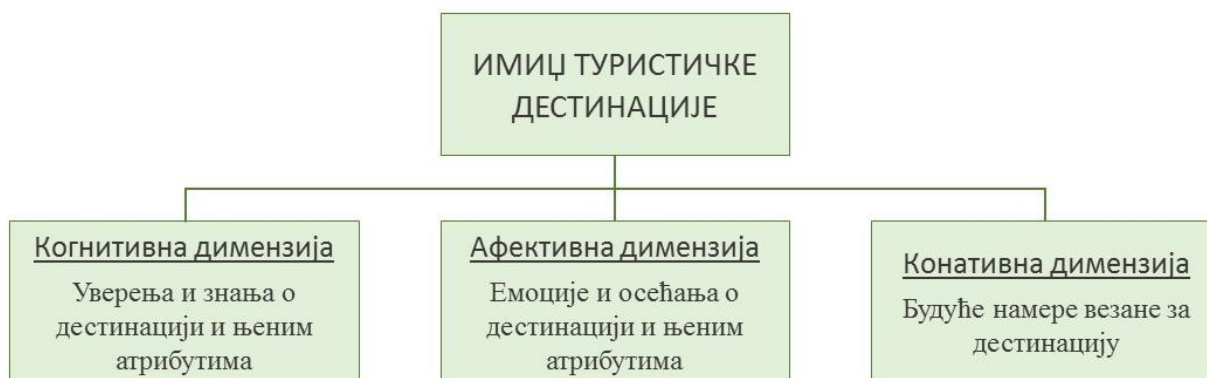 ИМИЏ ТУРИСТИЧКЕ
ДЕСТИНАЦИЈЕ
Когнитивна димензија
Уверења и знања о
дестинацији и њеним
атрибутима
Афективна димензија
Емоције и осећања о
дестинацији и њеним
атрибутима
Конативна димензија
Будуће намере везане за
дестинацију